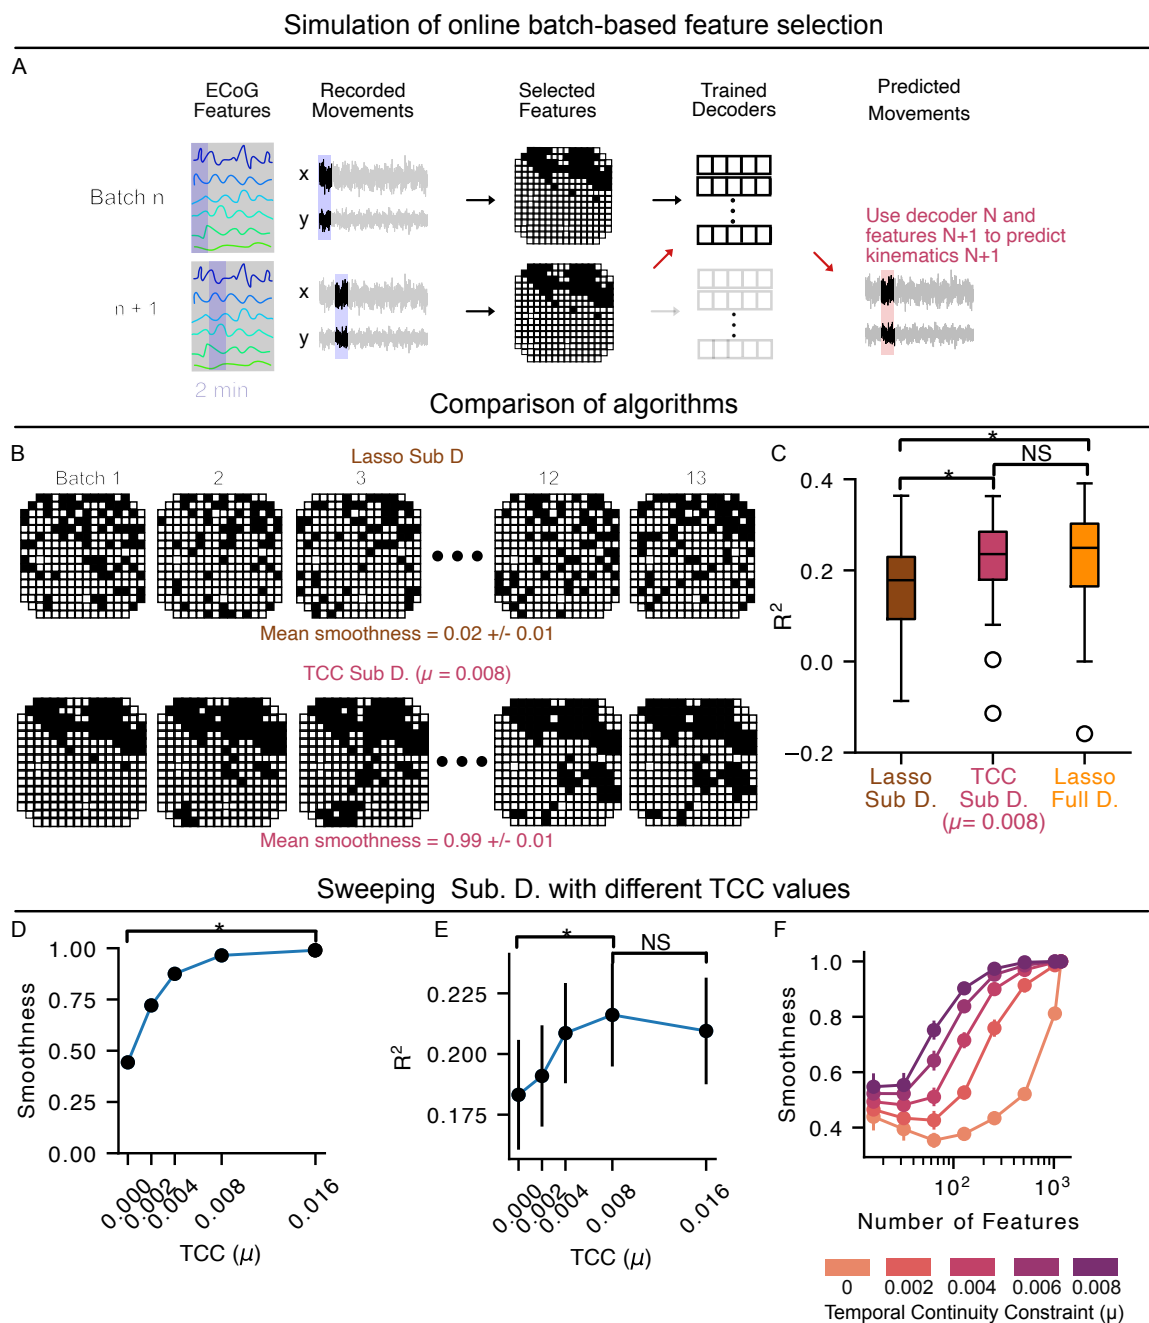 Simulation of online batch-based feature selection
A
ECoG
Features
Recorded
Movements
Selected
Features
Trained
Decoders
Predicted
Movements
Batch n
x
y
n + 1
x
y
2 min
Use decoder N and
features N+1 to predict
kinematics N+1
Comparison of algorithms
B
Lasso Sub D
Batch 1
2
3
12
13
Mean smoothness = 0.02 +/- 0.01
TCC Sub D. (μ = 0.008)
Mean smoothness = 0.99 +/- 0.01
C
*
NS
*
0.4
0.2
0.0
−0.2
R²
Lasso
Sub D.
TCC
Sub D.
(μ= 0.008)
Lasso
Full D.
Sweeping Sub. D. with different TCC values
D
*
1.00
0.75
0.50
0.25
0.00
Smoothness
0.000
0.002
0.004
0.008
0.016
TCC (μ)
E
*
NS
0.225
0.200
0.175
R²
0.000
0.002
0.004
0.008
0.016
TCC (μ)
F
1.0
0.8
0.6
0.4
Smoothness
10²
10³
Number of Features
0
0.002
0.004
0.006
0.008
Temporal Continuity Constraint (μ)